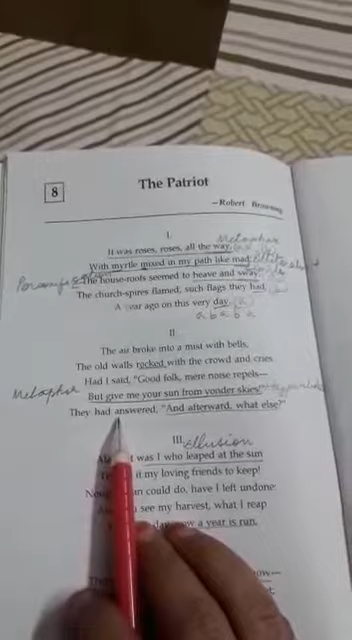 8
The Patriot
—Robert Browning
I.
It was roses, roses, all the way, Metaphor
With myrtle mixed in my path like mad:
The house-roofs seemed to heave and sway,
The church-spires flamed, such flags they had,
A year ago on this very day. (a)
a b a b a
II
The air broke into a mist with bells,
The old walls rocked with the crowd and cries
Had I said, "Good folk, mere noise repels—
Metaphor But give me your sun from yonder skies
They had answered, "And afterward, what else?"
III, Ellusion
was I who leaped at the sun
it my loving friends to keep!
could do, have I left undone:
see my harvest, what I reap
a year is run.